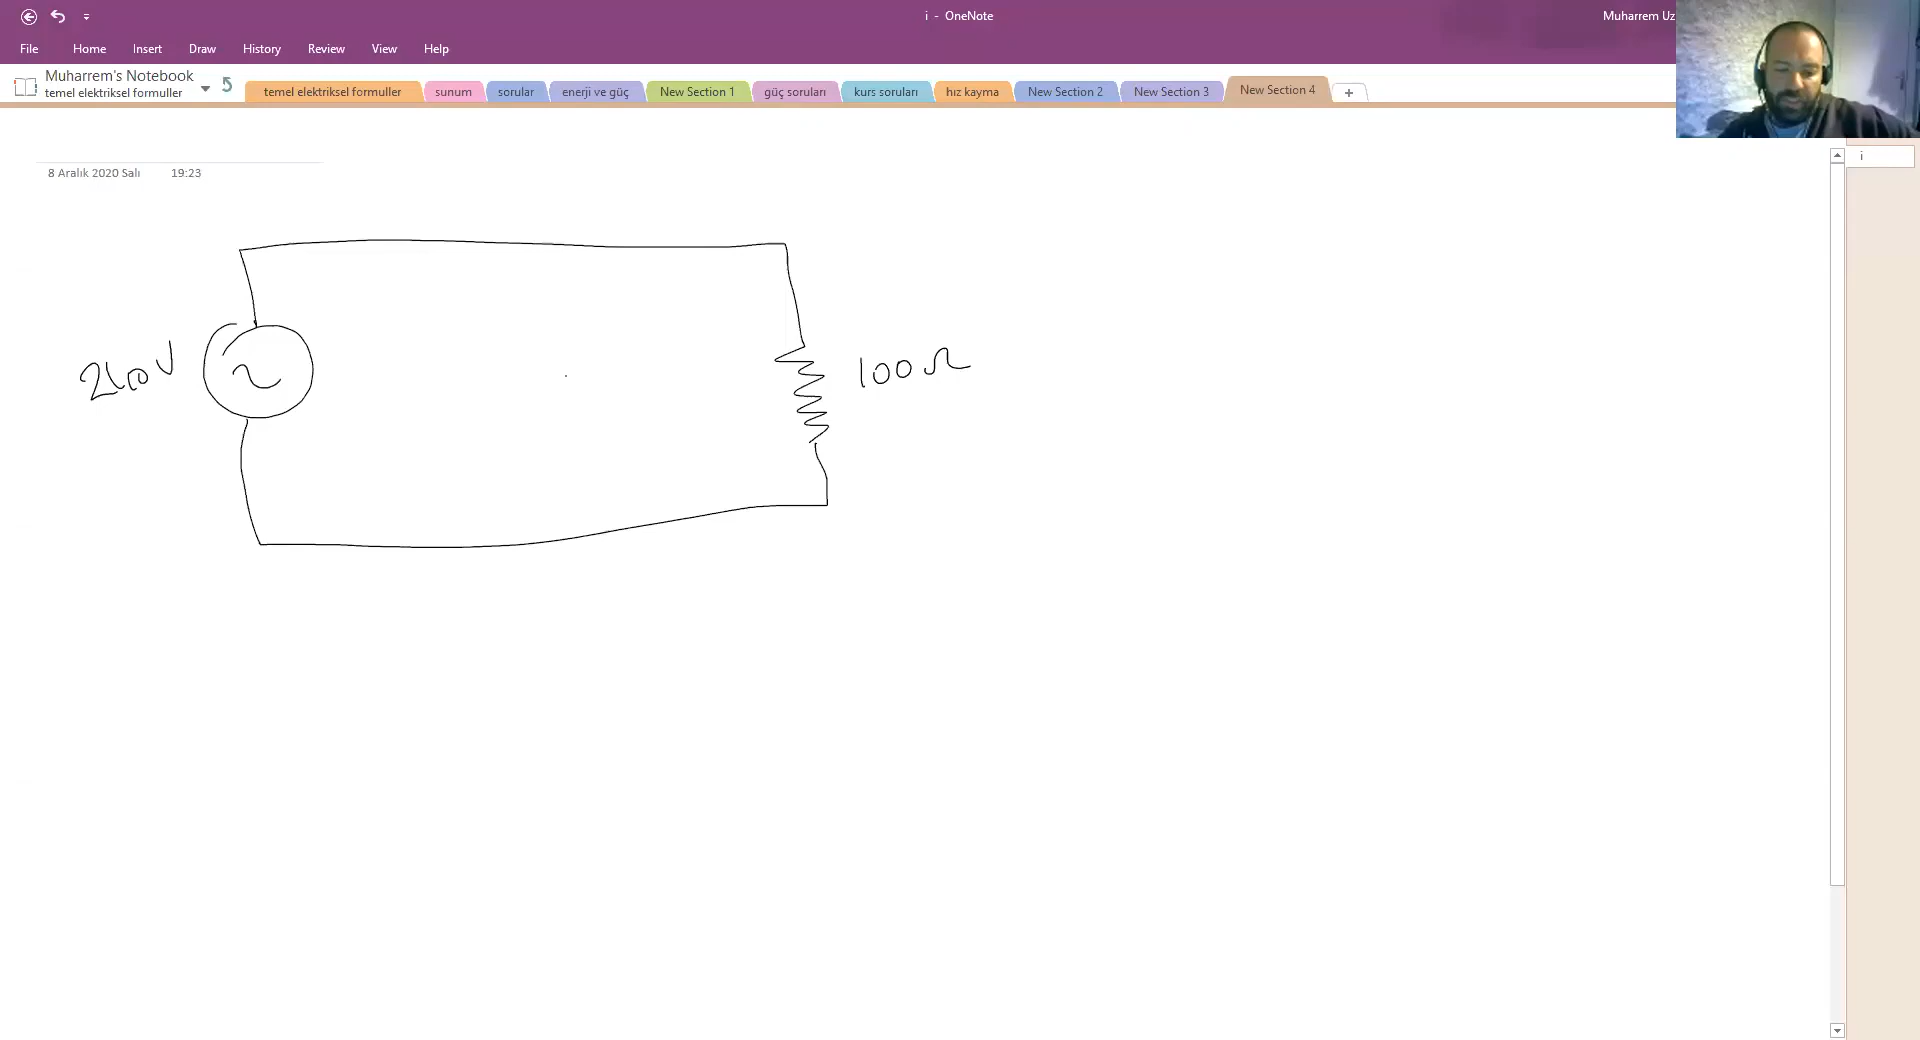 i - OneNote
Muharrem Uz
File Home Insert Draw History Review View Help
Muharrem's Notebook
temel elektriksel formuller
temel elektriksel formuller sunum sorular enerji ve güç New Section 1 güç soruları kurs soruları hız kayma New Section 2 New Section 3 New Section 4 +
i
8 Aralık 2020 Salı 19:23
240V
100Ω